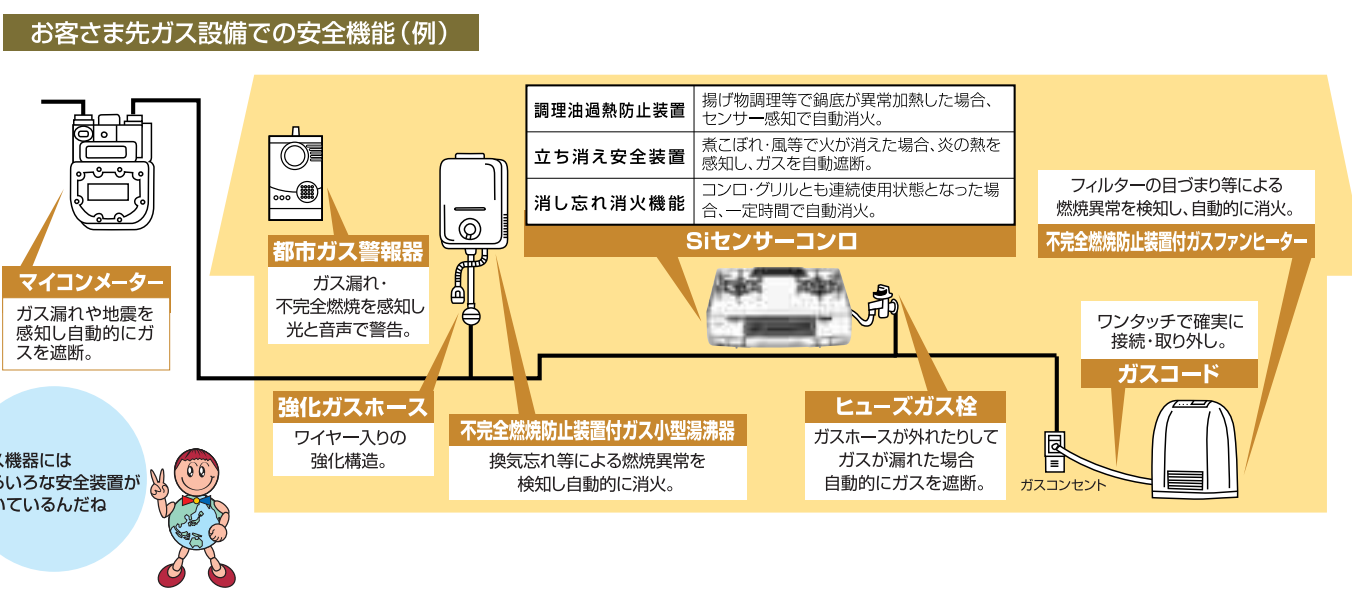 お客さま先ガス設備での安全機能（例）
調理油過熱防止装置
揚げ物調理等で鍋底が異常加熱した場合、
センサー感知で自動消火。
立ち消え安全装置
煮こぼれ・風等で火が消えた場合、炎の熱を
感知し、ガスを自動遮断。
消し忘れ消火機能
コンロ・グリルとも連続使用状態となった場
合、一定時間で自動消火。
Siセンサーコンロ
フィルターの目づまり等による
燃焼異常を検知し、自動的に消火。
不完全燃焼防止装置付ガスファンヒーター
都市ガス警報器
ガス漏れ・
不完全燃焼を感知し
光と音声で警告。
マイコンメーター
ガス漏れや地震を
感知し自動的にガ
スを遮断。
ワンタッチで確実に
接続・取り外し。
ガスコード
強化ガスホース
ワイヤー入りの
強化構造。
不完全燃焼防止装置付ガス小型湯沸器
換気忘れ等による燃焼異常を
検知し自動的に消火。
ヒューズガス栓
ガスホースが外れたりして
ガスが漏れた場合
自動的にガスを遮断。
ガスコンセント
機器には
いろな安全装置が
ているんだね